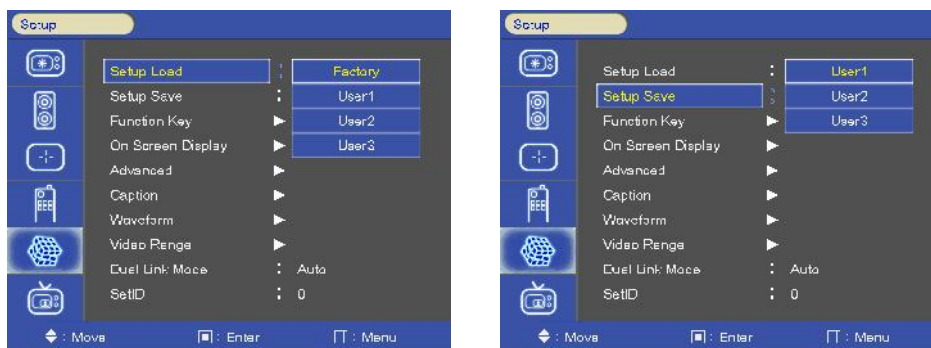 Setup
Setup Load : Factory
Setup Save : User1
Function Key User2
On Screen Display User3
Advanced
Caption
Waveform
Video Range
Duel Link Mode : Auto
SetID : 0
: Move : Enter : Menu
Setup
Setup Load : User1
Setup Save : User2
Function Key User3
On Screen Display
Advanced
Caption
Waveform
Video Range
Duel Link Mode : Auto
SetID : 0
: Move : Enter : Menu